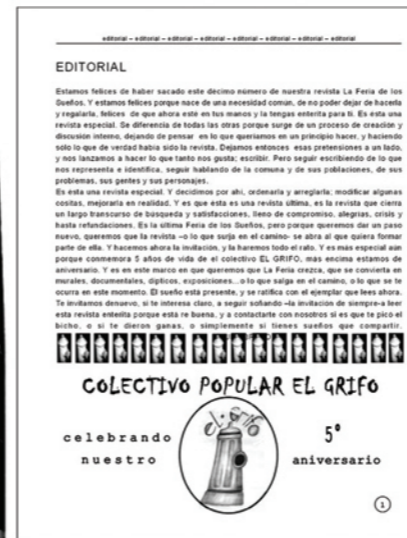 editorial – editorial – editorial – editorial – editorial – editorial – editorial – editorial
EDITORIAL
Estamos felices de haber sacado este décimo número de nuestra revista La Feria de los
Sueños. Y estamos felices porque nace de una necesidad común, de no poder dejar de hacerla
y regalarla, felices de que ahora esté en tus manos y la tengas enterita para ti. Es ésta una
revista especial. Se diferencia de todas las otras porque surge de un proceso de creación y
discusión interno, dejando de pensar en lo que queríamos en un principio hacer, y haciendo
sólo lo que de verdad había sido la revista. Dejamos entonces esas pretensiones a un lado,
y nos lanzamos a hacer lo que tanto nos gusta; escribir. Pero seguir escribiendo de lo que
nos representa e identifica, seguir hablando de la comuna y de sus poblaciones, de sus
problemas, sus gentes y sus personajes.
Es ésta una revista especial. Y decidimos por ahí, ordenarla y arreglarla; modificar algunas
cositas, mejorarla en realidad. Y es que esta es una revista última, es la revista que cierra
un largo transcurso de búsqueda y satisfacciones, lleno de compromiso, alegrías, crisis y
hasta refundaciones. Es la última Feria de los Sueños, pero porque queremos dar un paso
nuevo, queremos que la revista –o lo que surja en el camino- se abra al que quiera formar
parte de ella. Y hacemos ahora la invitación, y la haremos todo el rato. Y es más especial aún
porque conmemora 5 años de vida de el colectivo EL GRIFO, más encima estamos de
aniversario. Y es en este marco en que queremos que La Feria crezca, que se convierta en
murales, documentales, dípticos, exposiciones...o lo que salga en el camino, o lo que se te
ocurra en este momento. El sueño está presente, y se ratifica con el ejemplar que lees ahora.
Te invitamos denuevo, si te interesa claro, a seguir soñando –la invitación de siempre-a leer
esta revista enterita porque está re buena, y a contactarte con nosotros si es que te picó el
bicho, o si te dieron ganas, o simplemente si tienes sueños que compartir.
COLECTIVO POPULAR EL GRIFO
el Grifo
celebrando
nuestro
5º
aniversario
1